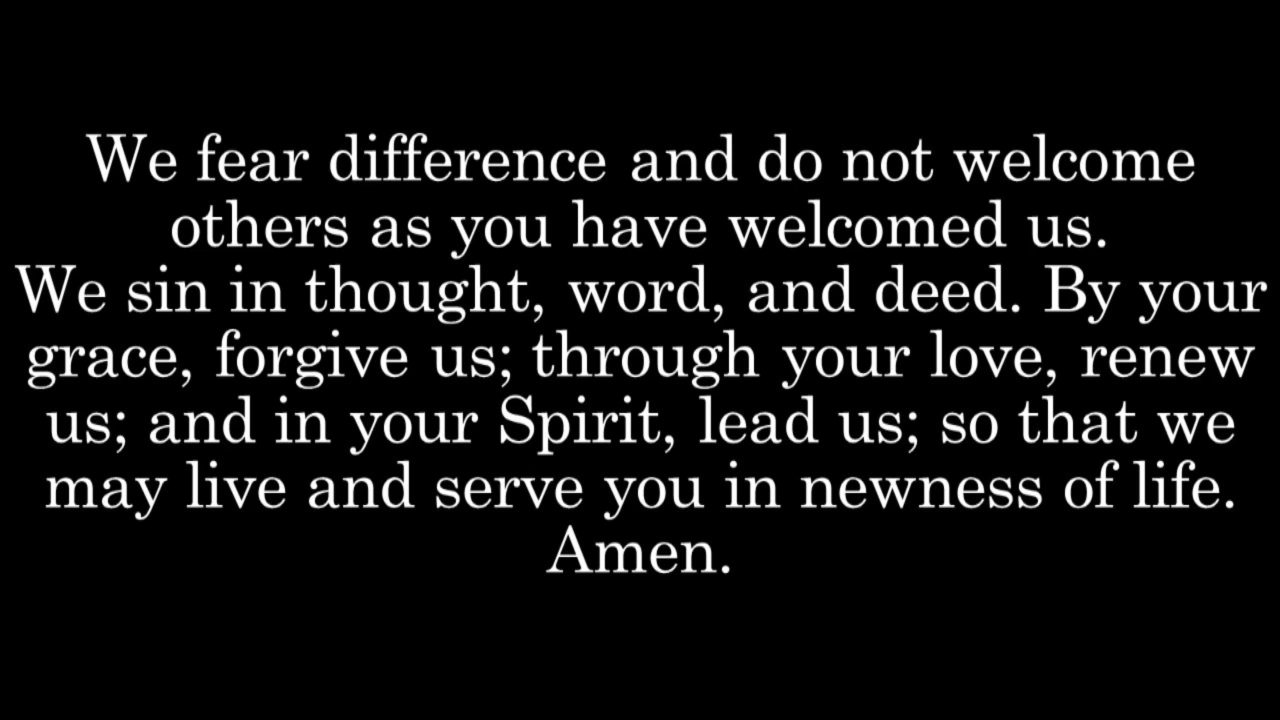 We fear difference and do not welcome
others as you have welcomed us.
We sin in thought, word, and deed. By your
grace, forgive us; through your love, renew
us; and in your Spirit, lead us; so that we
may live and serve you in newness of life.
Amen.